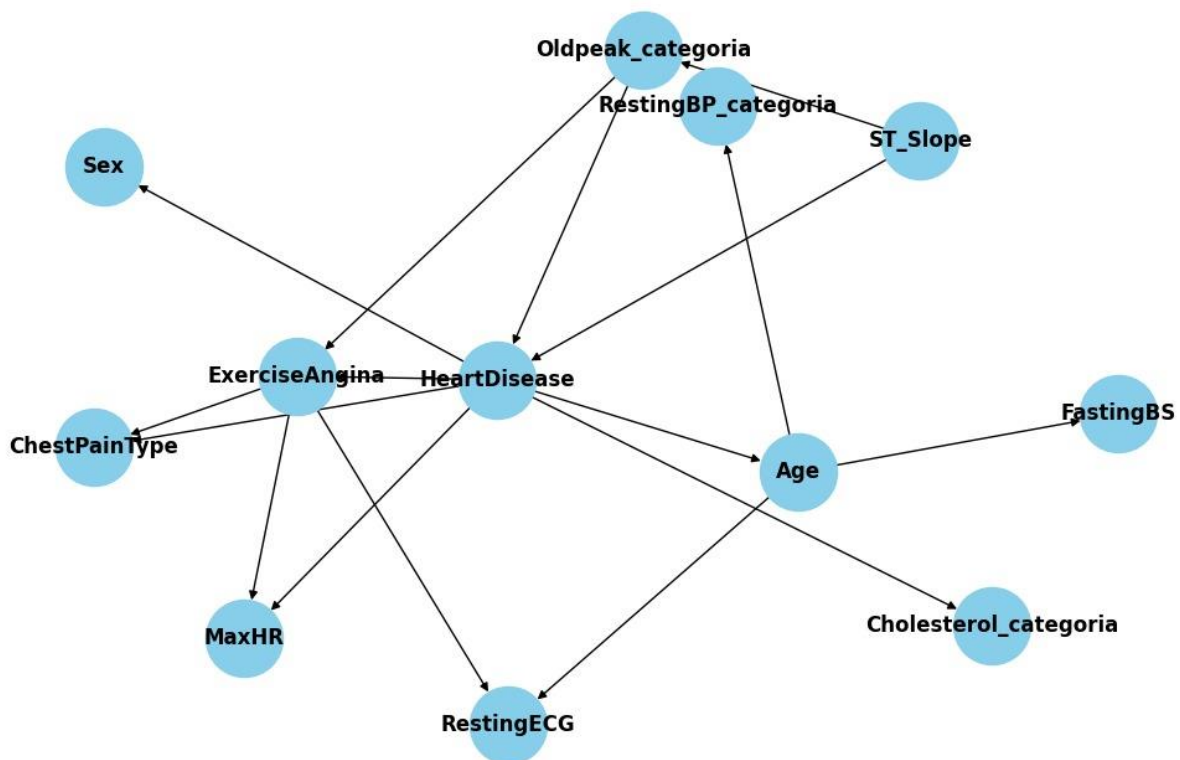 Oldpeak_categoria
RestingBP_categoria
ST_Slope
Sex
ExerciseAngina
HeartDisease
FastingBS
ChestPainType
Age
Cholesterol_categoria
MaxHR
RestingECG